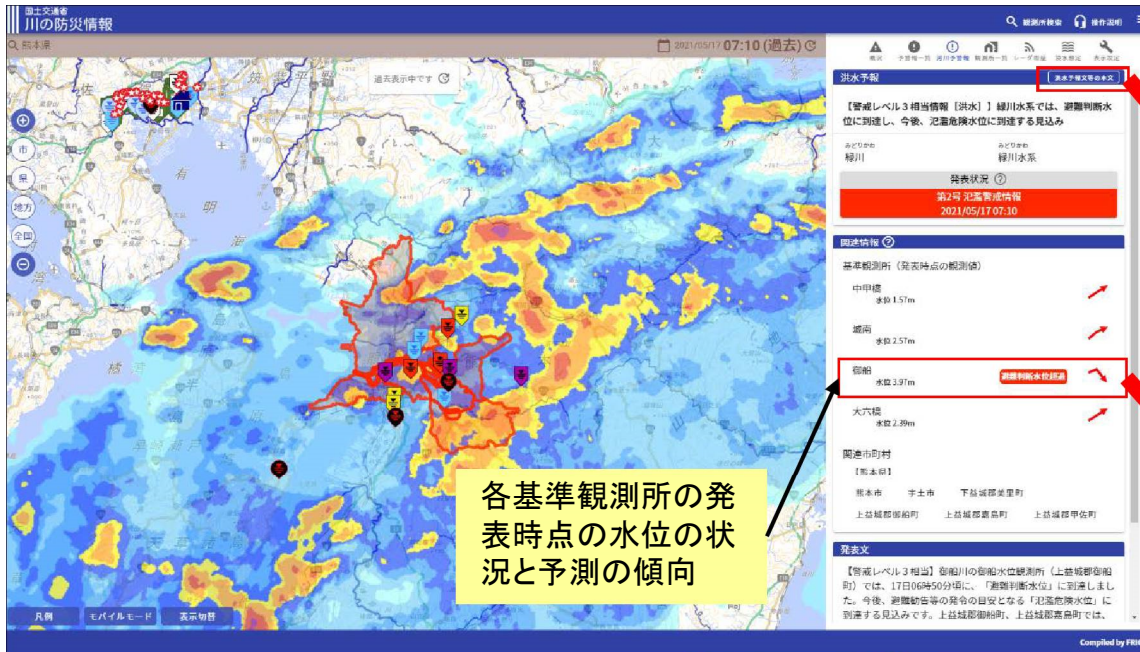 国土交通省
川の防災情報
観測所検索
操作説明
熊本県
2021/05/17 07:10 (過去)
過去表示中です
市
県
地方
全国
凡例
モバイルモード
表示切替
洪水予報
洪水予報文等の本文
【警戒レベル3相当情報［洪水］】緑川水系では、避難判断水
位に到達し、今後、氾濫危険水位に到達する見込み
みどりかわ
みどりかわ
緑川
緑川水系
発表状況
第2号 氾濫警戒情報
2021/05/17 07:10
関連情報
基準観測所（発表時点の観測値）
中甲橋
水位 1.57m
城南
水位 2.57m
御船
水位 3.97m
避難判断水位超過
大六橋
水位 2.39m
関連市町村
【熊本県】
熊本市 宇土市 下益城郡美里町
上益城郡御船町 上益城郡嘉島町 上益城郡甲佐町
発表文
【警戒レベル3相当】御船川の御船水位観測所（上益城郡御船
町）では、17日06時50分頃に、「避難判断水位」に到達しまし
た。今後、避難勧告等の発令の目安となる「氾濫危険水位」に
到達する見込みです。上益城郡御船町、上益城郡嘉島町では、
各基準観測所の発
表時点の水位の状
況と予測の傾向
Compiled by FRI